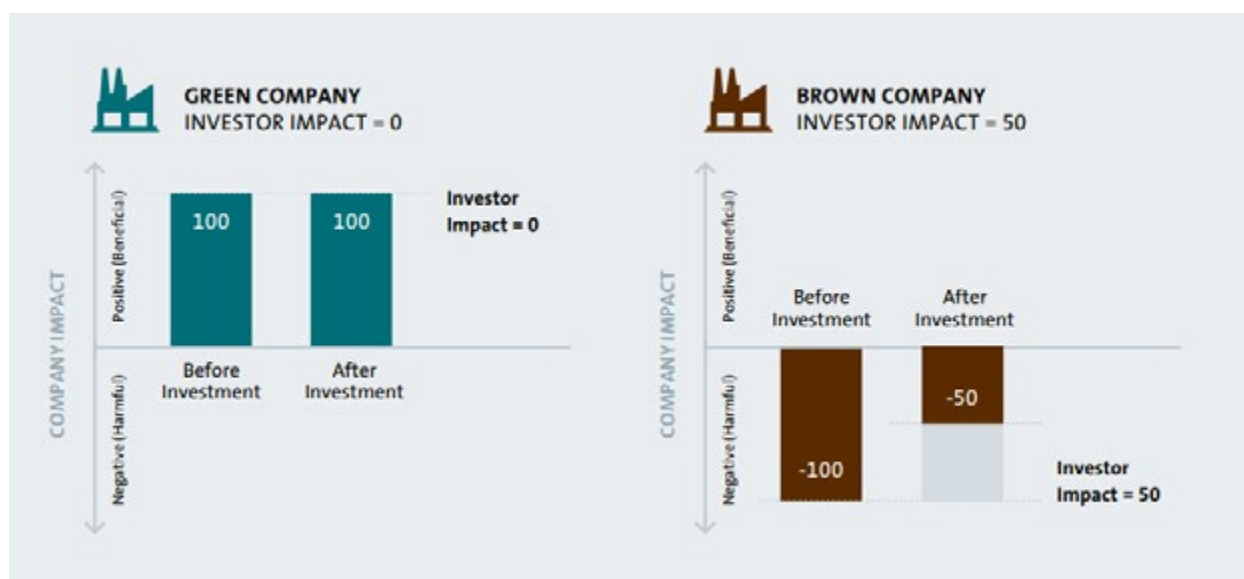 GREEN COMPANY
INVESTOR IMPACT = 0
COMPANY IMPACT
Positive (Beneficial)
Negative (Harmful)
100
100
Investor
Impact = 0
Before
Investment
After
Investment
BROWN COMPANY
INVESTOR IMPACT = 50
COMPANY IMPACT
Positive (Beneficial)
Negative (Harmful)
Before
Investment
After
Investment
-50
-100
Investor
Impact = 50